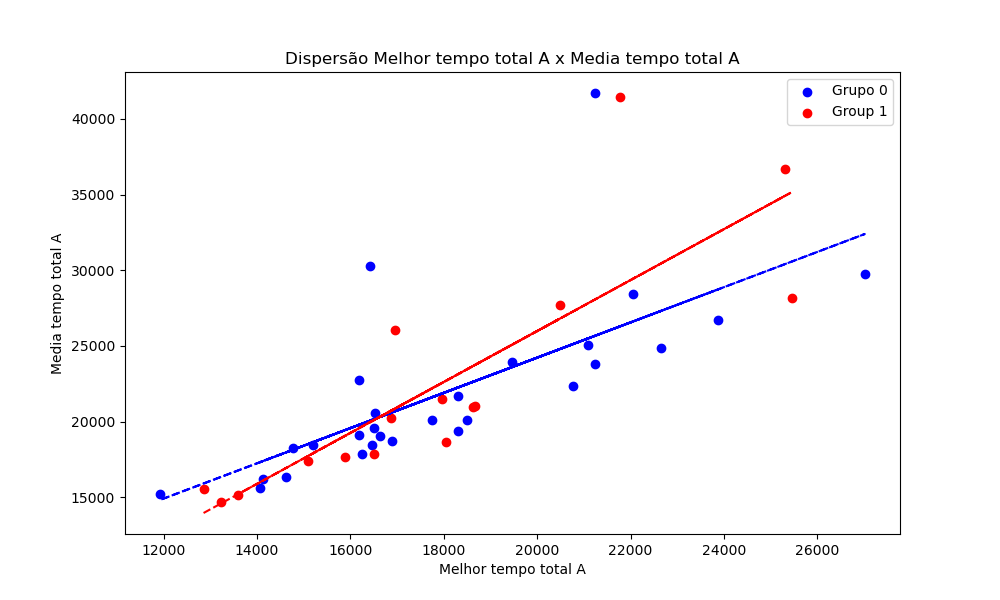 Dispersão Melhor tempo total A x Media tempo total A
Grupo 0
Group 1
40000
35000
30000
25000
20000
15000
Media tempo total A
12000 14000 16000 18000 20000 22000 24000 26000
Melhor tempo total A